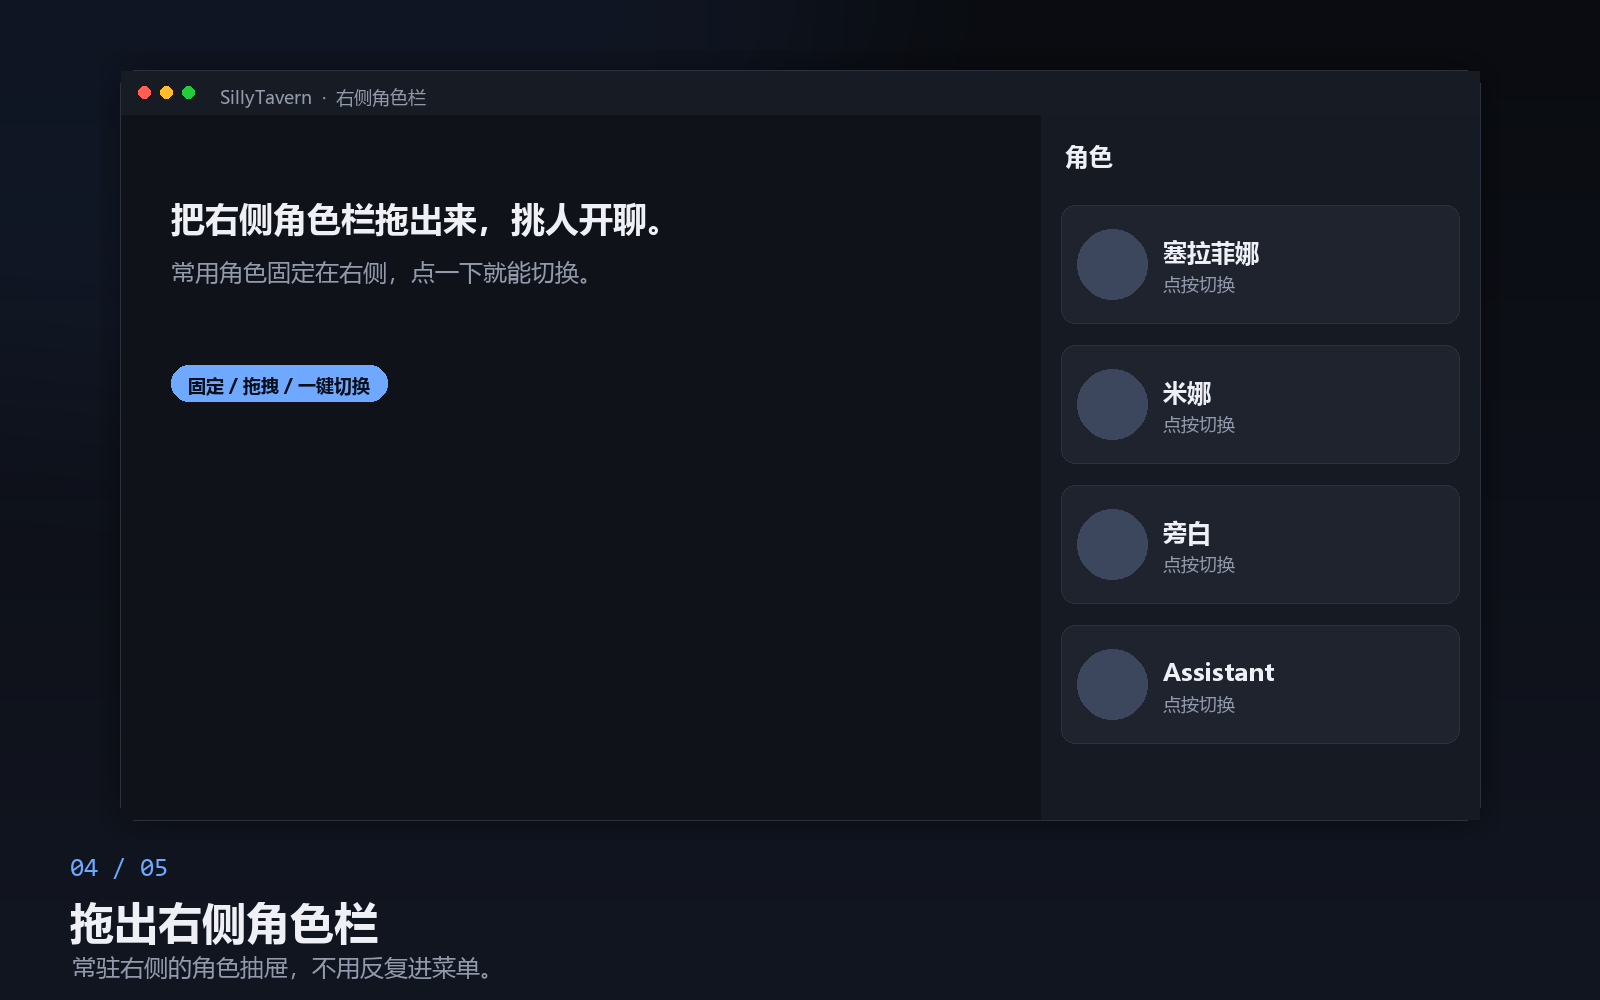 SillyTavern · 右侧角色栏
把右侧角色栏拖出来，挑人开聊。
常用角色固定在右侧，点一下就能切换。
固定 / 拖拽 / 一键切换
角色
塞拉菲娜
点按切换
米娜
点按切换
旁白
点按切换
Assistant
点按切换
04 / 05
拖出右侧角色栏
常驻右侧的角色抽屉，不用反复进菜单。